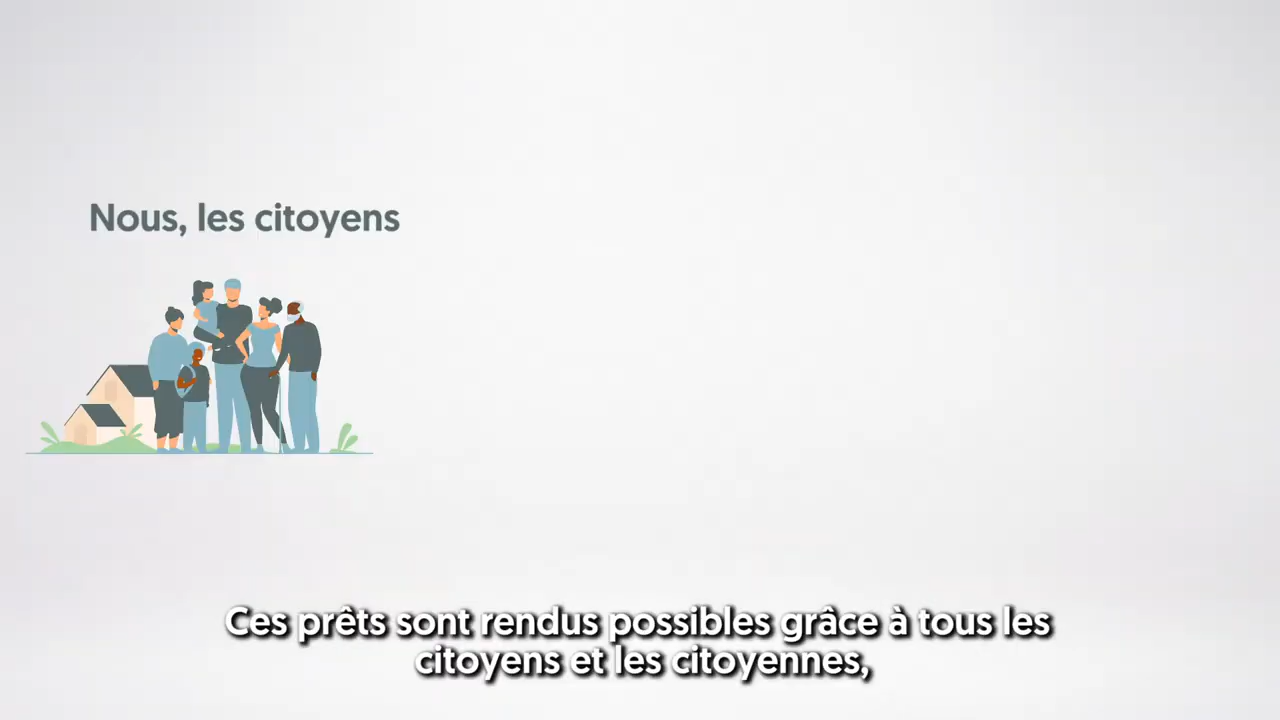 Nous, les citoyens
Ces prêts sont rendus possibles grâce à tous les
citoyens et les citoyennes,